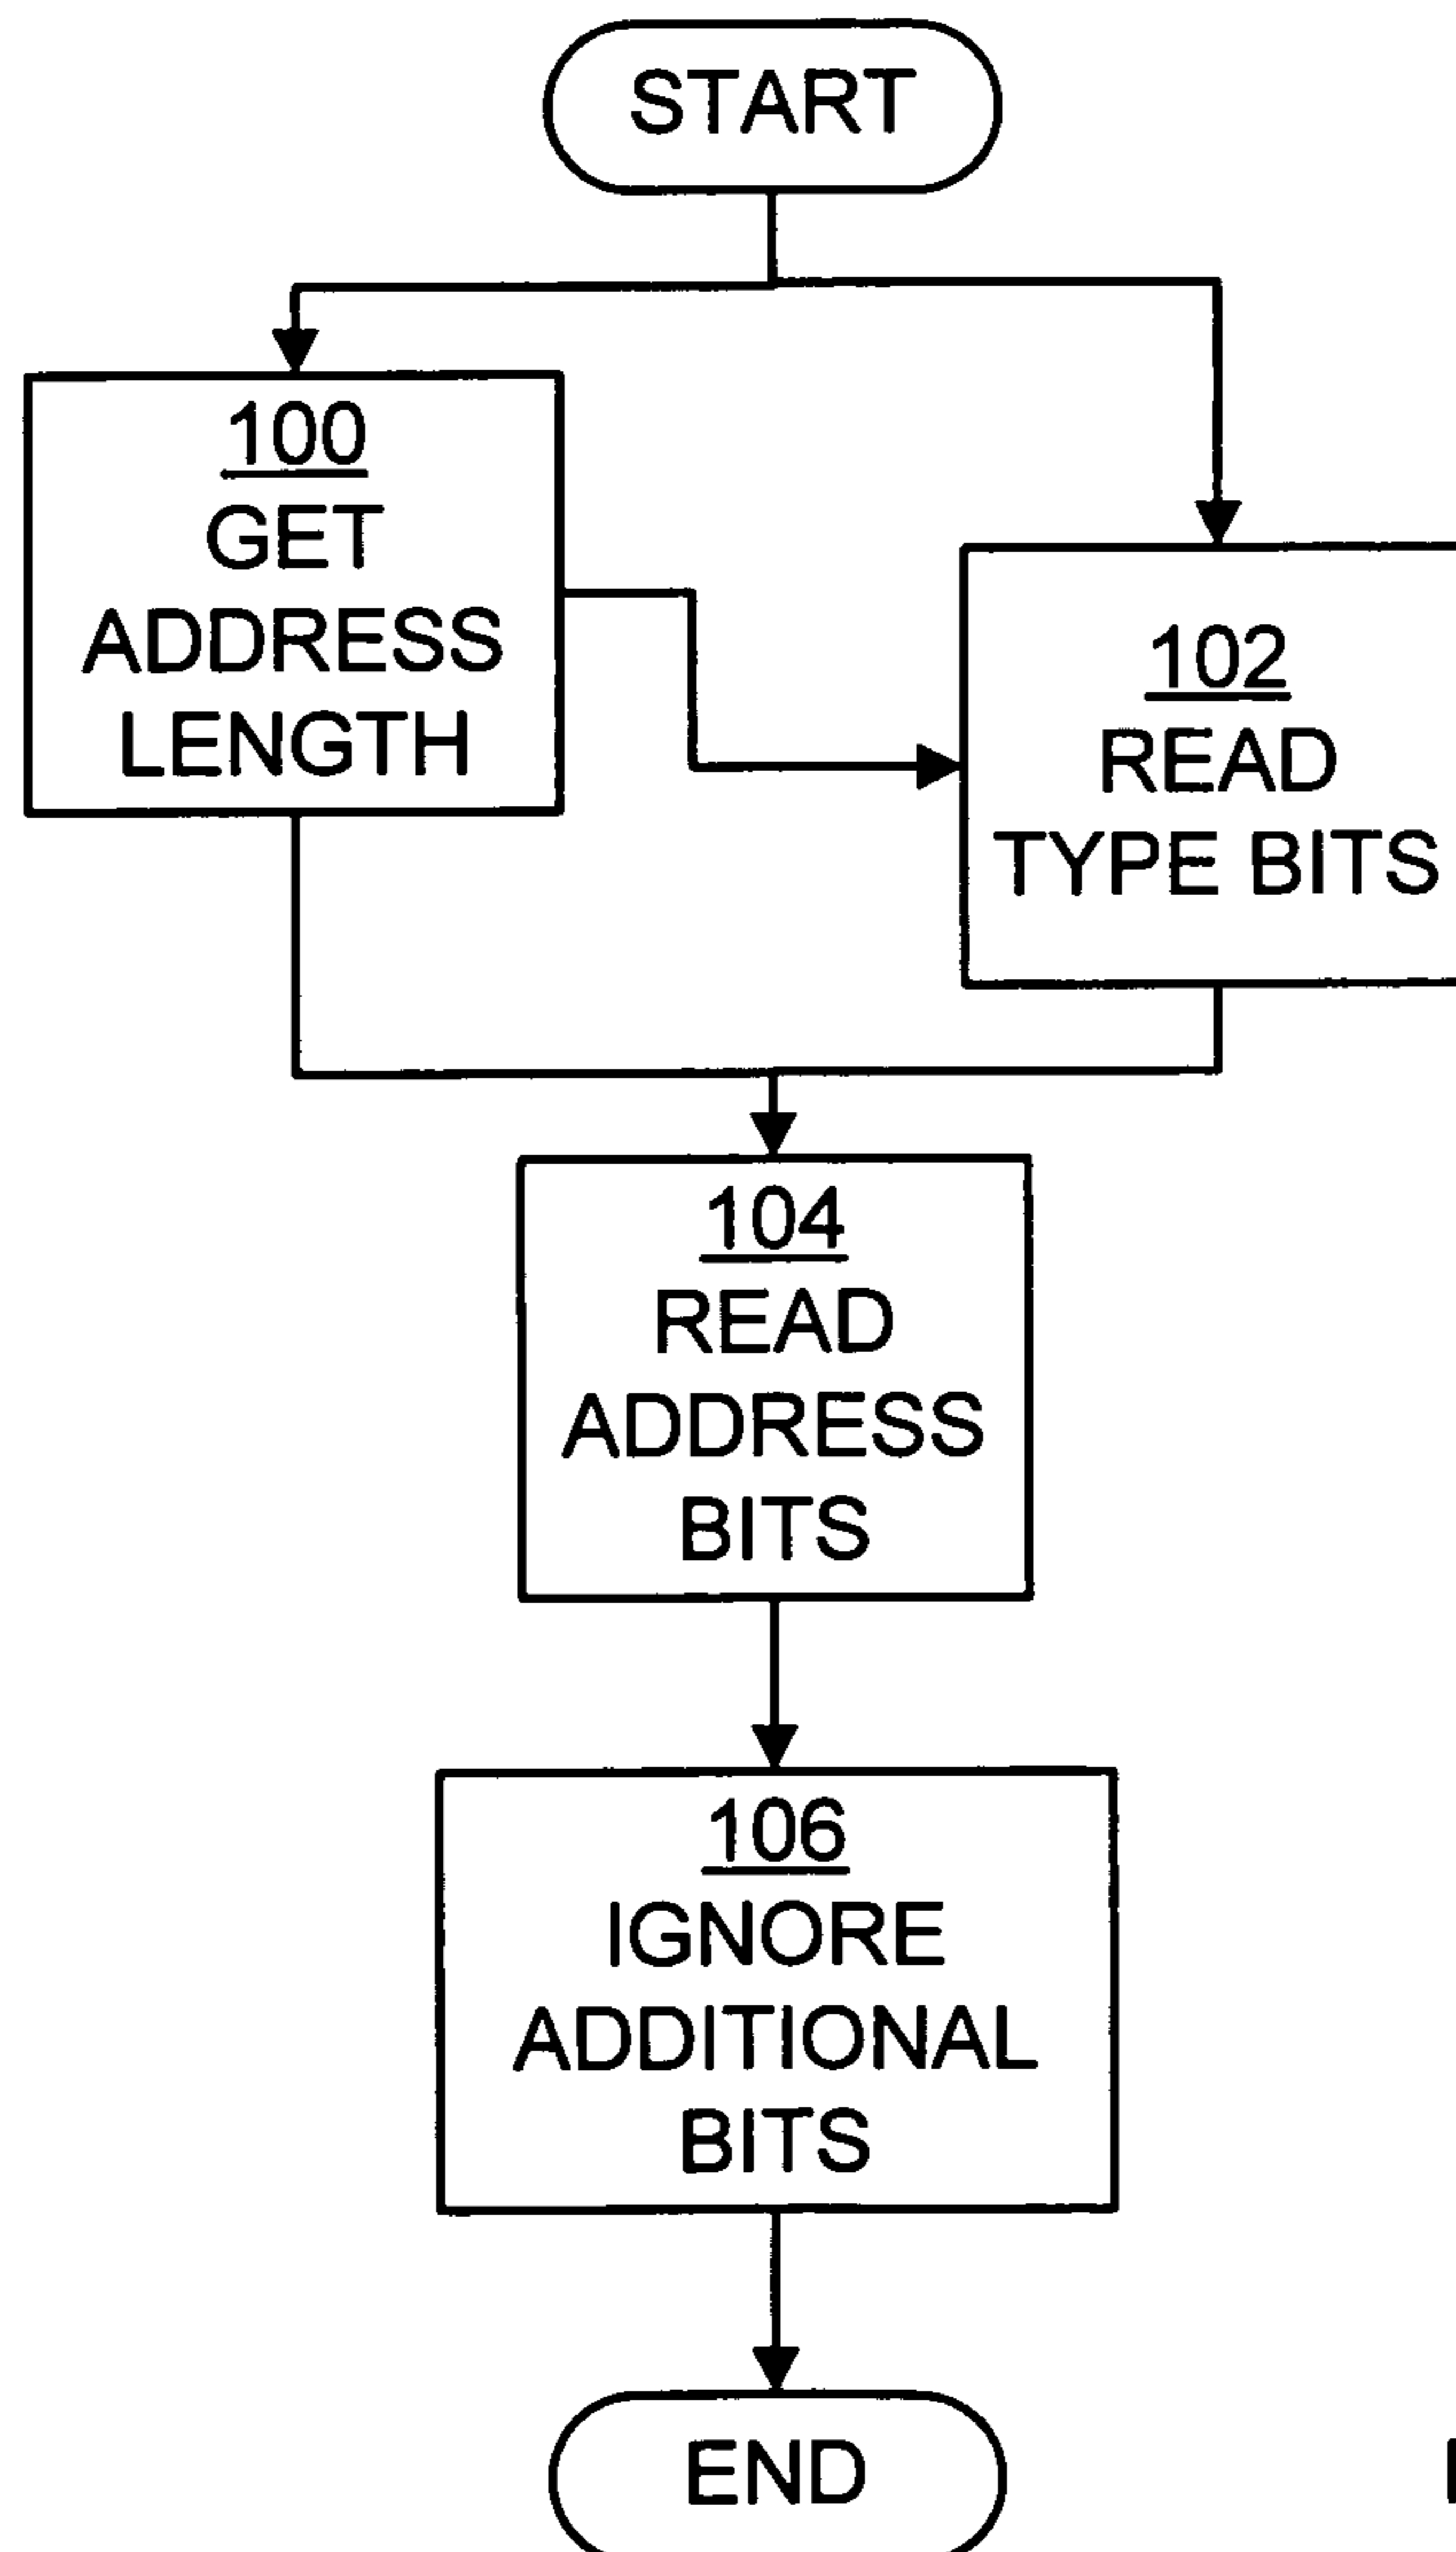 START
100
GET
ADDRESS
LENGTH
102
READ
TYPE BITS
104
READ
ADDRESS
BITS
106
IGNORE
ADDITIONAL
BITS
END